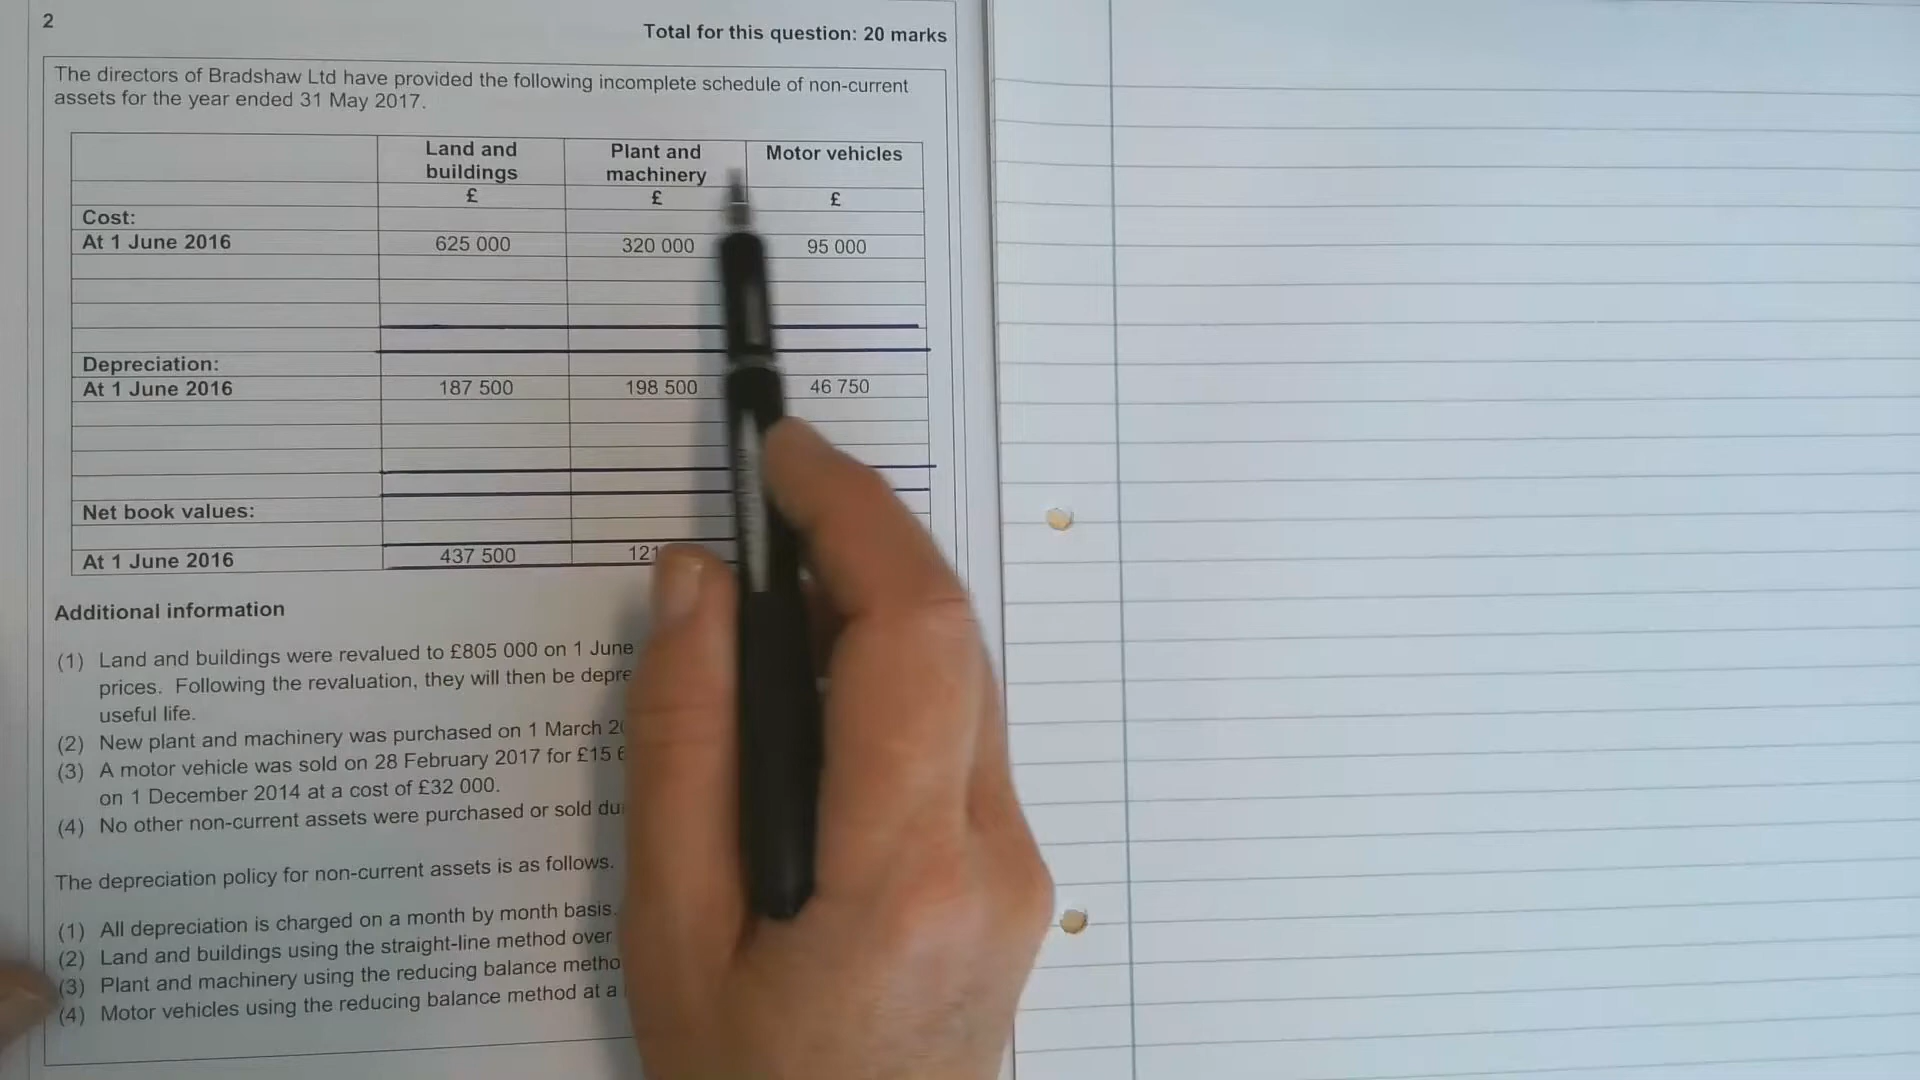 2
Total for this question: 20 marks
The directors of Bradshaw Ltd have provided the following incomplete schedule of non-current
assets for the year ended 31 May 2017.
Land and buildings Plant and machinery Motor vehicles
£ £ £
Cost:
At 1 June 2016 625 000 320 000 95 000
Depreciation:
At 1 June 2016 187 500 198 500 46 750
Net book values:
At 1 June 2016 437 500 121
Additional information
(1) Land and buildings were revalued to £805 000 on 1 June
prices. Following the revaluation, they will then be
useful life.
(2) New plant and machinery was purchased on 1 March
(3) A motor vehicle was sold on 28 February 2017 for £15
on 1 December 2014 at a cost of £32 000.
(4) No other non-current assets were purchased or sold
The depreciation policy for non-current assets is as follows.
(1) All depreciation is charged on a month by month basis.
(2) Land and buildings using the straight-line method over
(3) Plant and machinery using the reducing balance
(4) Motor vehicles using the reducing balance method at a